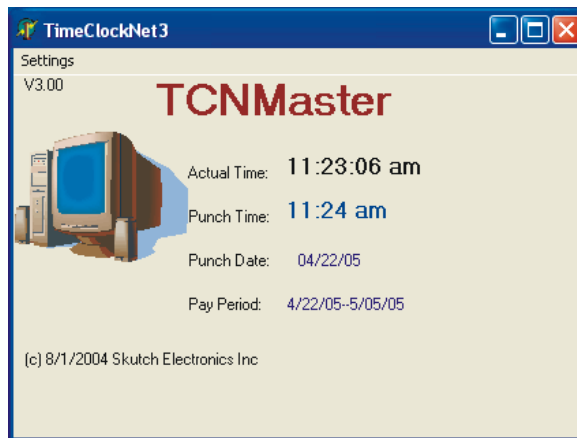 TimeClockNet3
Settings
V3.00
TCNMaster
Actual Time: 11:23:06 am
Punch Time: 11:24 am
Punch Date: 04/22/05
Pay Period: 4/22/05--5/05/05
(c) 8/1/2004 Skutch Electronics Inc